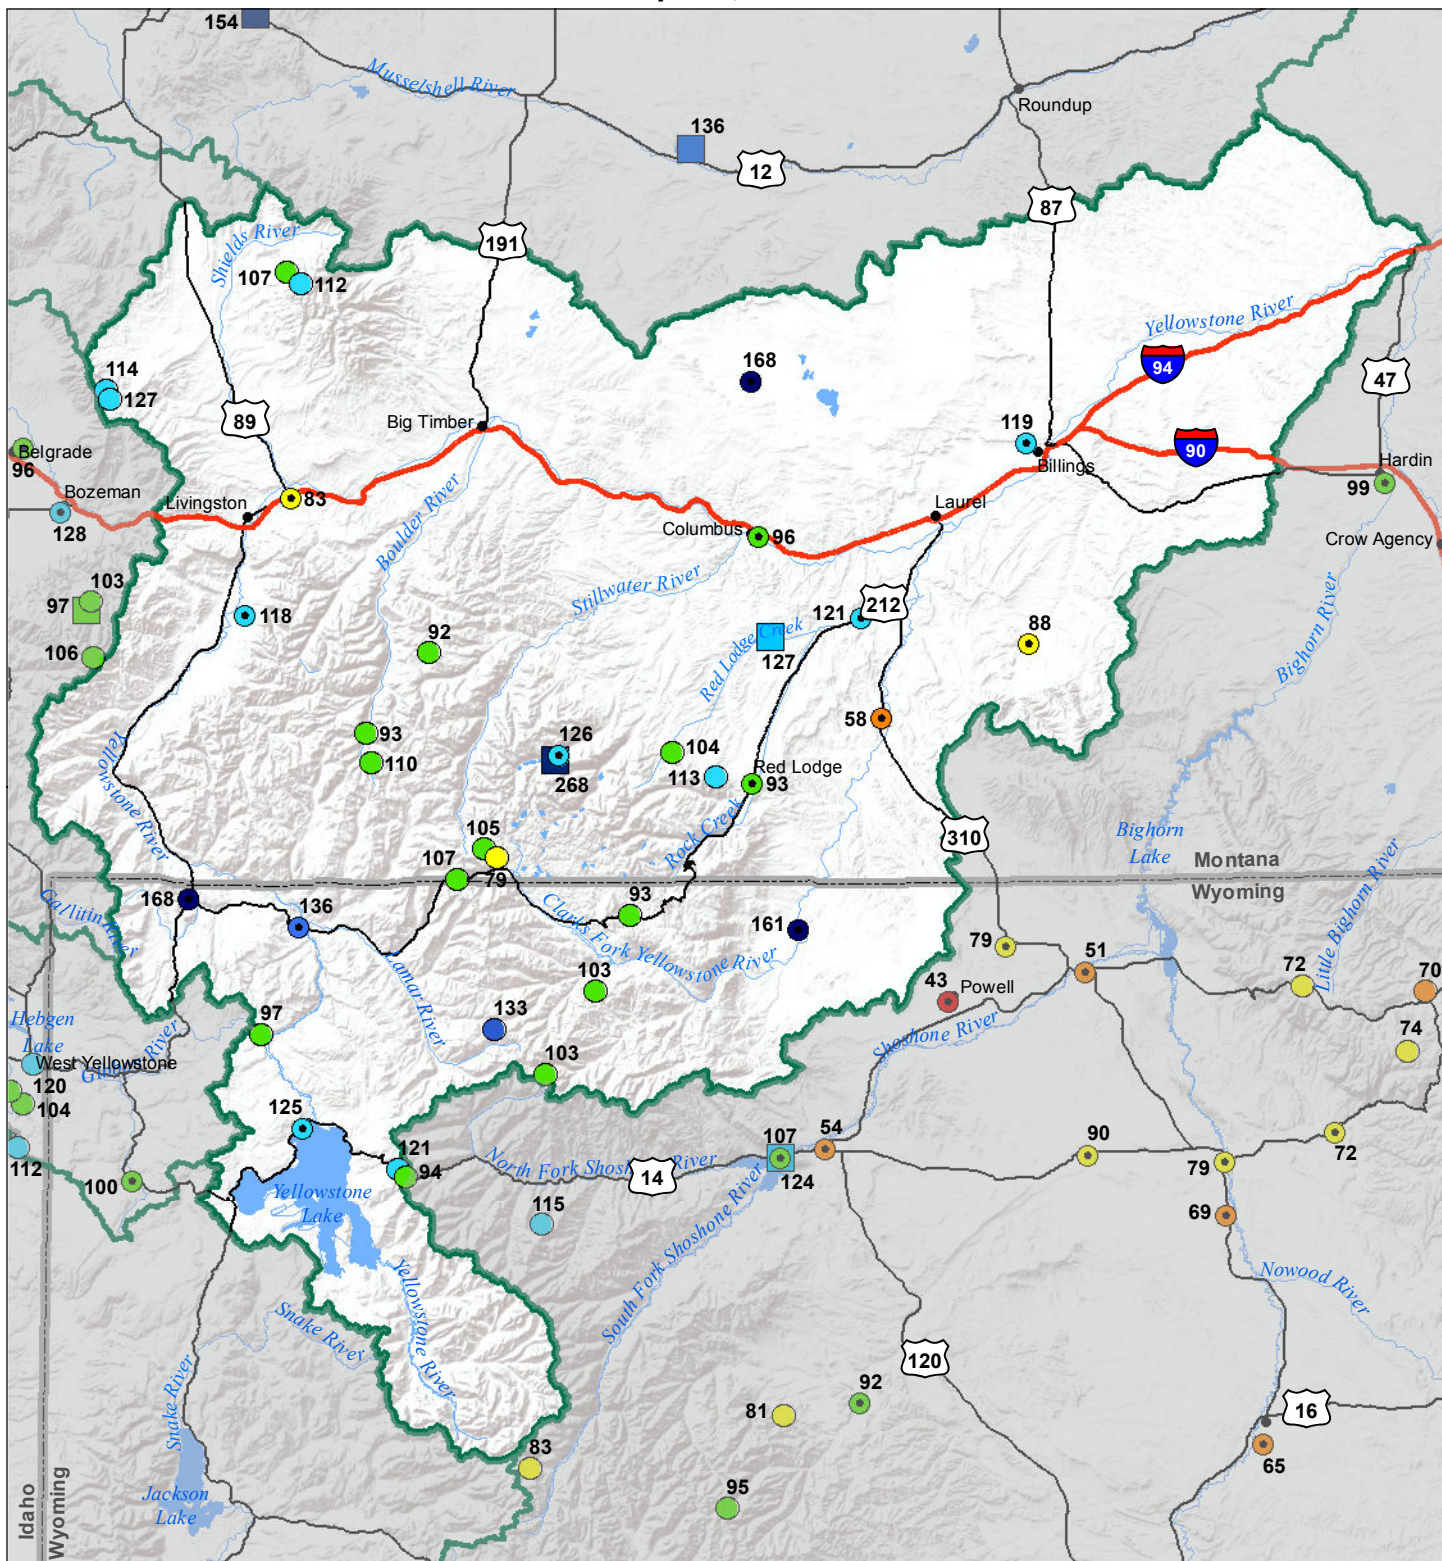 154
Musselshell River
136
12
Roundup
87
191
Shields River
107
112
Yellowstone River
94
168
114
127
89
Big Timber
47
119
Billings
90
Belgrade
96
Hardin
99
Bozeman
128
Livingston
83
Boulder River
Laurel
Columbus
96
Crow Agency
Stillwater River
103
97
118
212
121
Red Lodge Creek
127
88
106
92
Bighorn River
58
Yellowstone River
93
110
126
268
104
113
Red Lodge
93
Rock Creek
310
Bighorn
Lake
105
107
79
Montana
Wyoming
Little Bighorn River
168
136
93
Gallitin River
Clarks Fork Yellowstone River
161
79
51
72
70
103
43
Powell
Lamar River
133
Shoshone River
97
Hebgen
Lake
74
West Yellowstone
103
120
104
125
112
121
94
100
North Fork Shoshone River
14
107
124
54
90
79
72
Yellowstone
Lake
115
69
South Fork Shoshone River
Nowood River
Yellowstone River
Snake River
Snake River
120
92
81
16
83
65
95
Jackson
Lake
Idaho
Wyoming